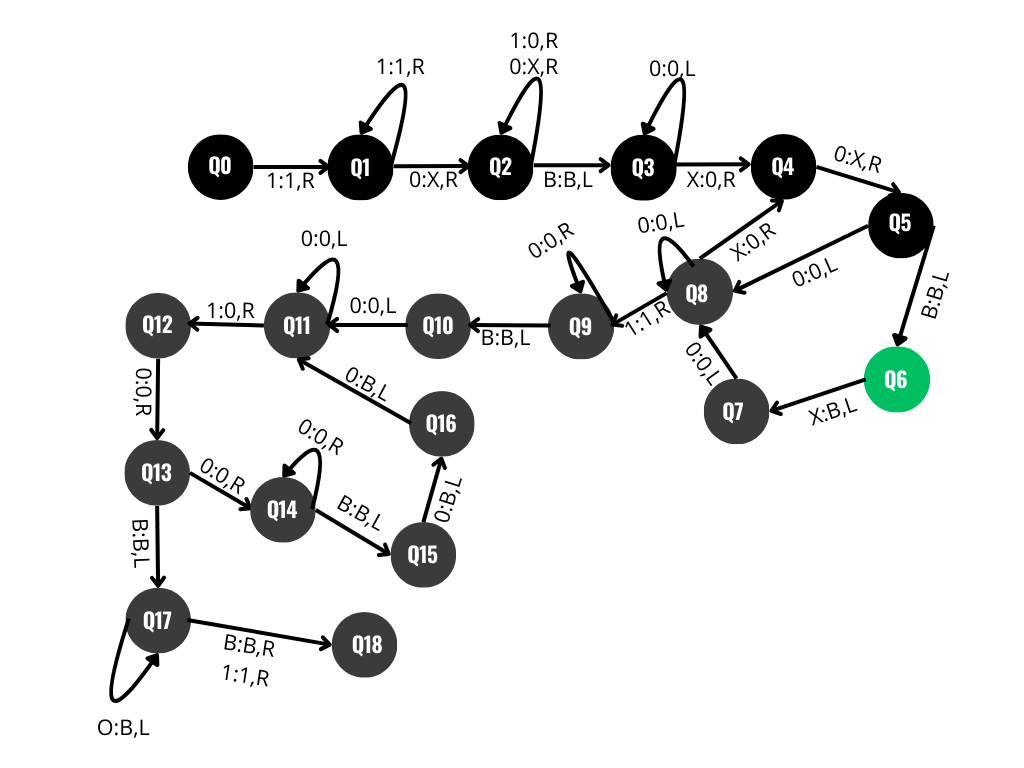 1:0,R
0:X,R
1:1,R
0:0,L
Q0
Q1
Q2
Q3
Q4
1:1,R
0:X,R
B:B,L
X:0,R
0:X,R
Q5
0:0,L
0:0,R
0:0,L
X:0,R
0:0,L
B:B,L
Q8
Q12
1:0,R
Q11
0:0,L
Q10
B:B,L
Q9
1:1,R
0:0,L
Q6
X:B,L
Q7
0:0,R
0:B,L
Q16
0:0,R
Q13
0:0,R
Q14
B:B,L
0:B,L
Q15
B:B,L
Q17
B:B,R
1:1,R
Q18
O:B,L